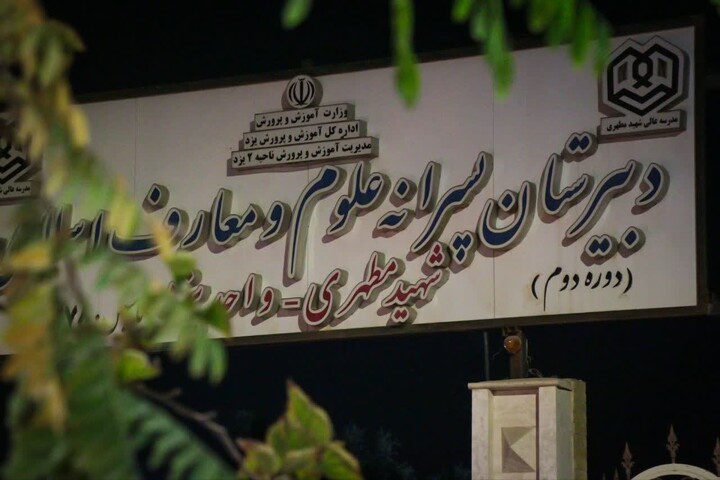 وزارت آموزش و پرورش
اداره کل آموزش و پرورش یزد
مدیریت آموزش و پرورش ناحیه ۲ یزد
مدرسه عالی شهید مطهری
دبیرستان پسرانه علوم و معارف اسلامی
(دوره دوم)
شهید مطهری - واحد